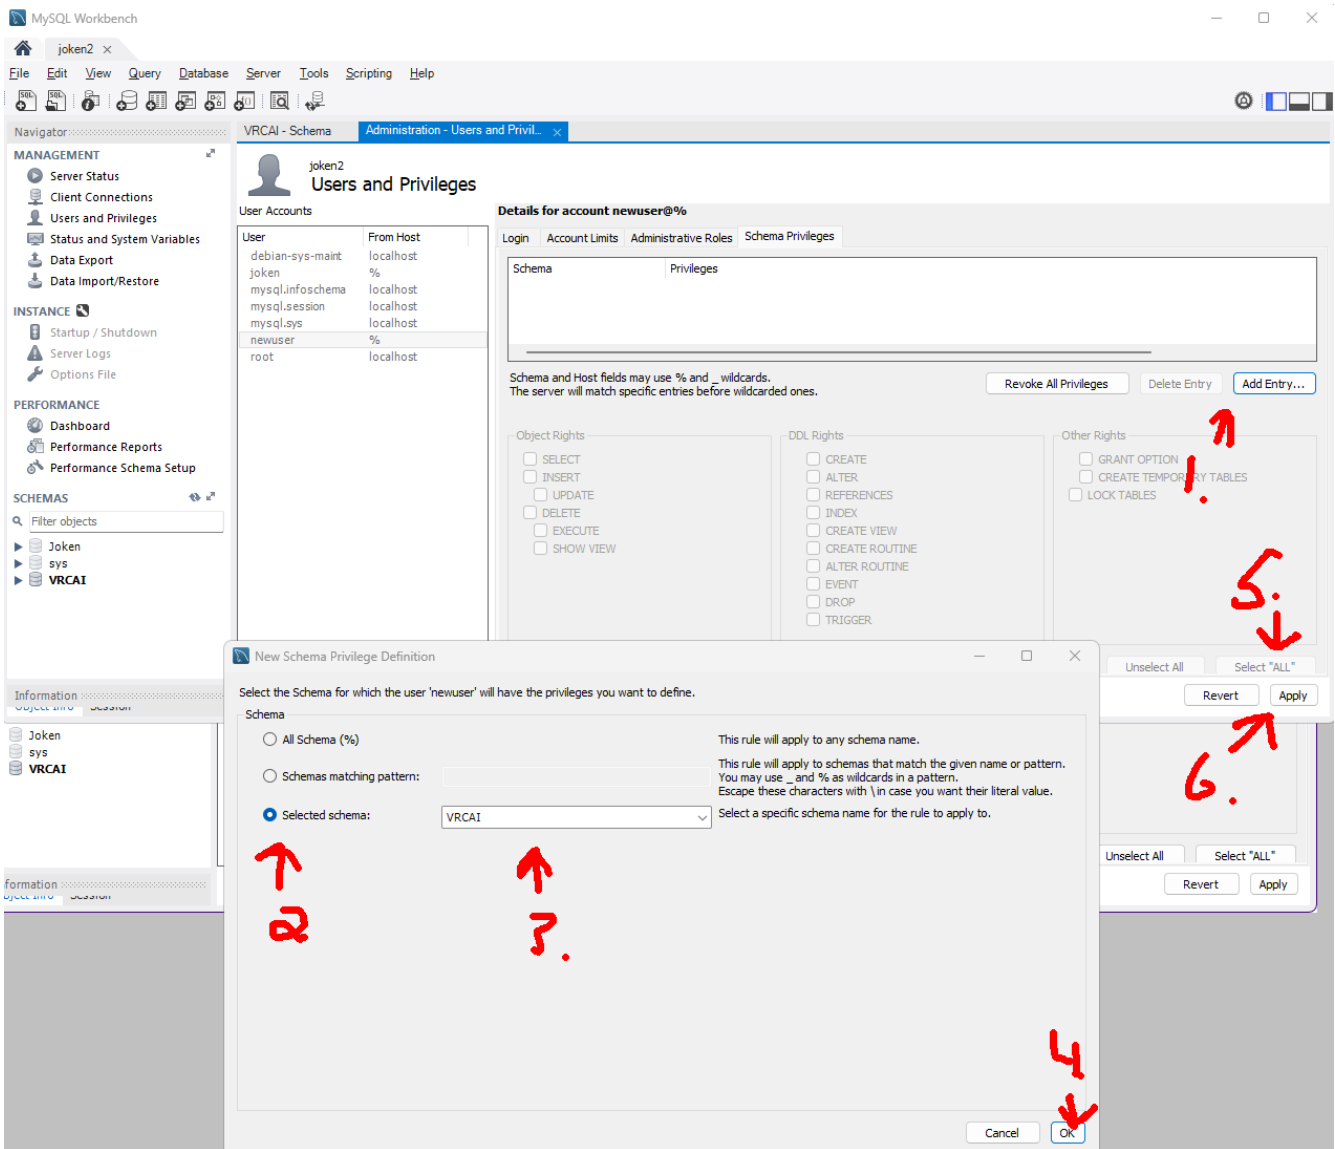 MySQL Workbench
joken2
File Edit View Query Database Server Tools Scripting Help
Navigator
MANAGEMENT
Server Status
Client Connections
Users and Privileges
Status and System Variables
Data Export
Data Import/Restore
INSTANCE
Startup / Shutdown
Server Logs
Options File
PERFORMANCE
Dashboard
Performance Reports
Performance Schema Setup
SCHEMAS
Filter objects
Joken
sys
VRCAI
Information
Object Info Session
VRCAI - Schema
Administration - Users and Privil...
joken2
Users and Privileges
User Accounts
User From Host
debian-sys-maint localhost
joken %
mysql.infoschema localhost
mysql.session localhost
mysql.sys localhost
newuser %
root localhost
Details for account newuser@%
Login Account Limits Administrative Roles Schema Privileges
Schema Privileges
Schema and Host fields may use % and _ wildcards.
The server will match specific entries before wildcarded ones.
Revoke All Privileges Delete Entry Add Entry...
1.
Object Rights
SELECT
INSERT
UPDATE
DELETE
EXECUTE
SHOW VIEW
DDL Rights
CREATE
ALTER
REFERENCES
INDEX
CREATE VIEW
CREATE ROUTINE
ALTER ROUTINE
EVENT
DROP
TRIGGER
Other Rights
GRANT OPTION
CREATE TEMPORARY TABLES
LOCK TABLES
5.
Unselect All Select "ALL"
Revert Apply
6.
Joken
sys
VRCAI
formation
Object Info Session
Unselect All Select "ALL"
Revert Apply
New Schema Privilege Definition
Select the Schema for which the user 'newuser' will have the privileges you want to define.
Schema
All Schema (%) This rule will apply to any schema name.
Schemas matching pattern: This rule will apply to schemas that match the given name or pattern.
You may use _ and % as wildcards in a pattern.
Escape these characters with \ in case you want their literal value.
Selected schema: VRCAI Select a specific schema name for the rule to apply to.
2
3.
4.
Cancel OK